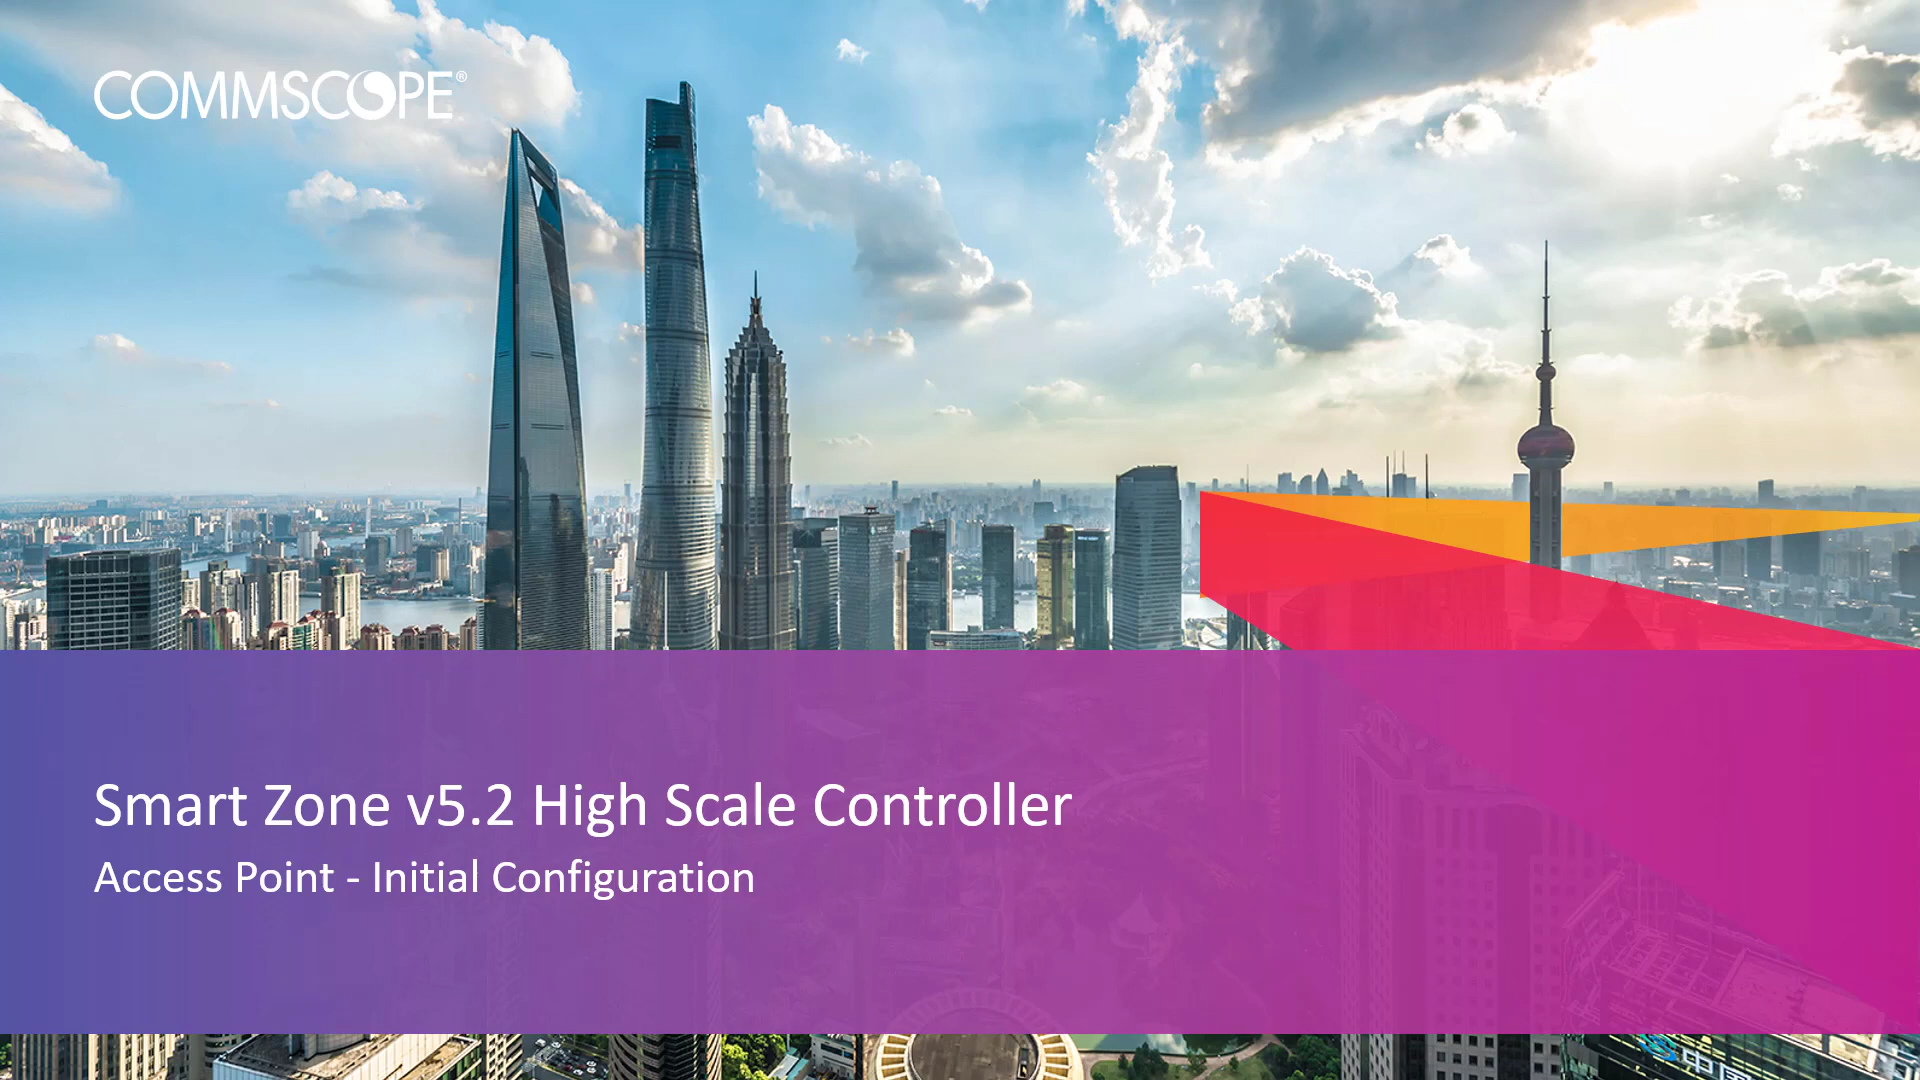 COMMSCOPE®
Smart Zone v5.2 High Scale Controller
Access Point - Initial Configuration